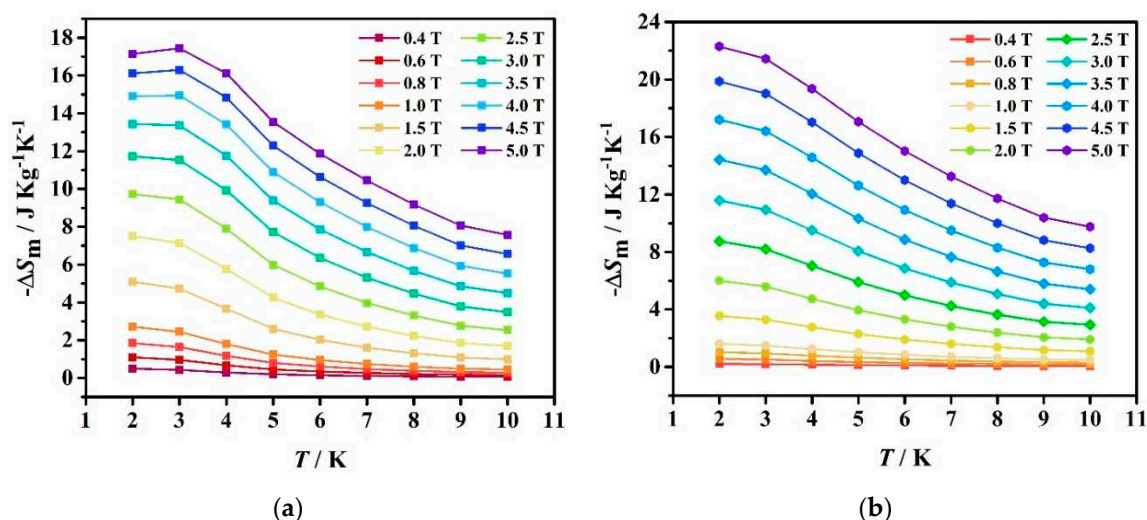 18
16
14
12
10
8
6
4
2
0
-ΔSm / J Kg⁻¹K⁻¹
0.4 T
0.6 T
0.8 T
1.0 T
1.5 T
2.0 T
2.5 T
3.0 T
3.5 T
4.0 T
4.5 T
5.0 T
1 2 3 4 5 6 7 8 9 10 11
T / K
(a)
24
20
16
12
8
4
0
-ΔSm / J Kg⁻¹K⁻¹
0.4 T
0.6 T
0.8 T
1.0 T
1.5 T
2.0 T
2.5 T
3.0 T
3.5 T
4.0 T
4.5 T
5.0 T
1 2 3 4 5 6 7 8 9 10 11
T / K
(b)